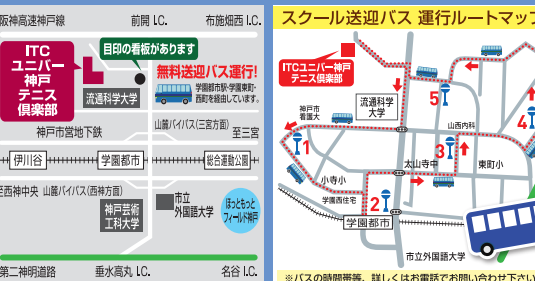 阪神高速神戸線
前開 I.C.
布施畑西 I.C.
ITC
ユニバー
神戸
テニス
倶楽部
目印の看板があります
無料送迎バス運行!
学園都市駅・学園東町・
西町を経由しています。
流通科学大学
神戸市営地下鉄
山麓バイパス(三宮方面)
至三宮
伊川谷
学園都市
総合運動公園
至西神中央
山麓バイパス(西神方面)
神戸芸術
工科大学
市立
外国語大学
ほっともっと
フィールド神戸
第二神明道路
垂水高丸 I.C.
名谷 I.C.
スクール送迎バス 運行ルートマップ
ITCユニバー神戸
テニス倶楽部
流通科学
大学
神戸市
看護大
1
5
4
山西内科
3
太山寺中
東町小
小寺小
学園西住宅
2
学園都市
市立外国語大学
※バスの時間帯等、詳しくはお電話でお問い合わせ下さい